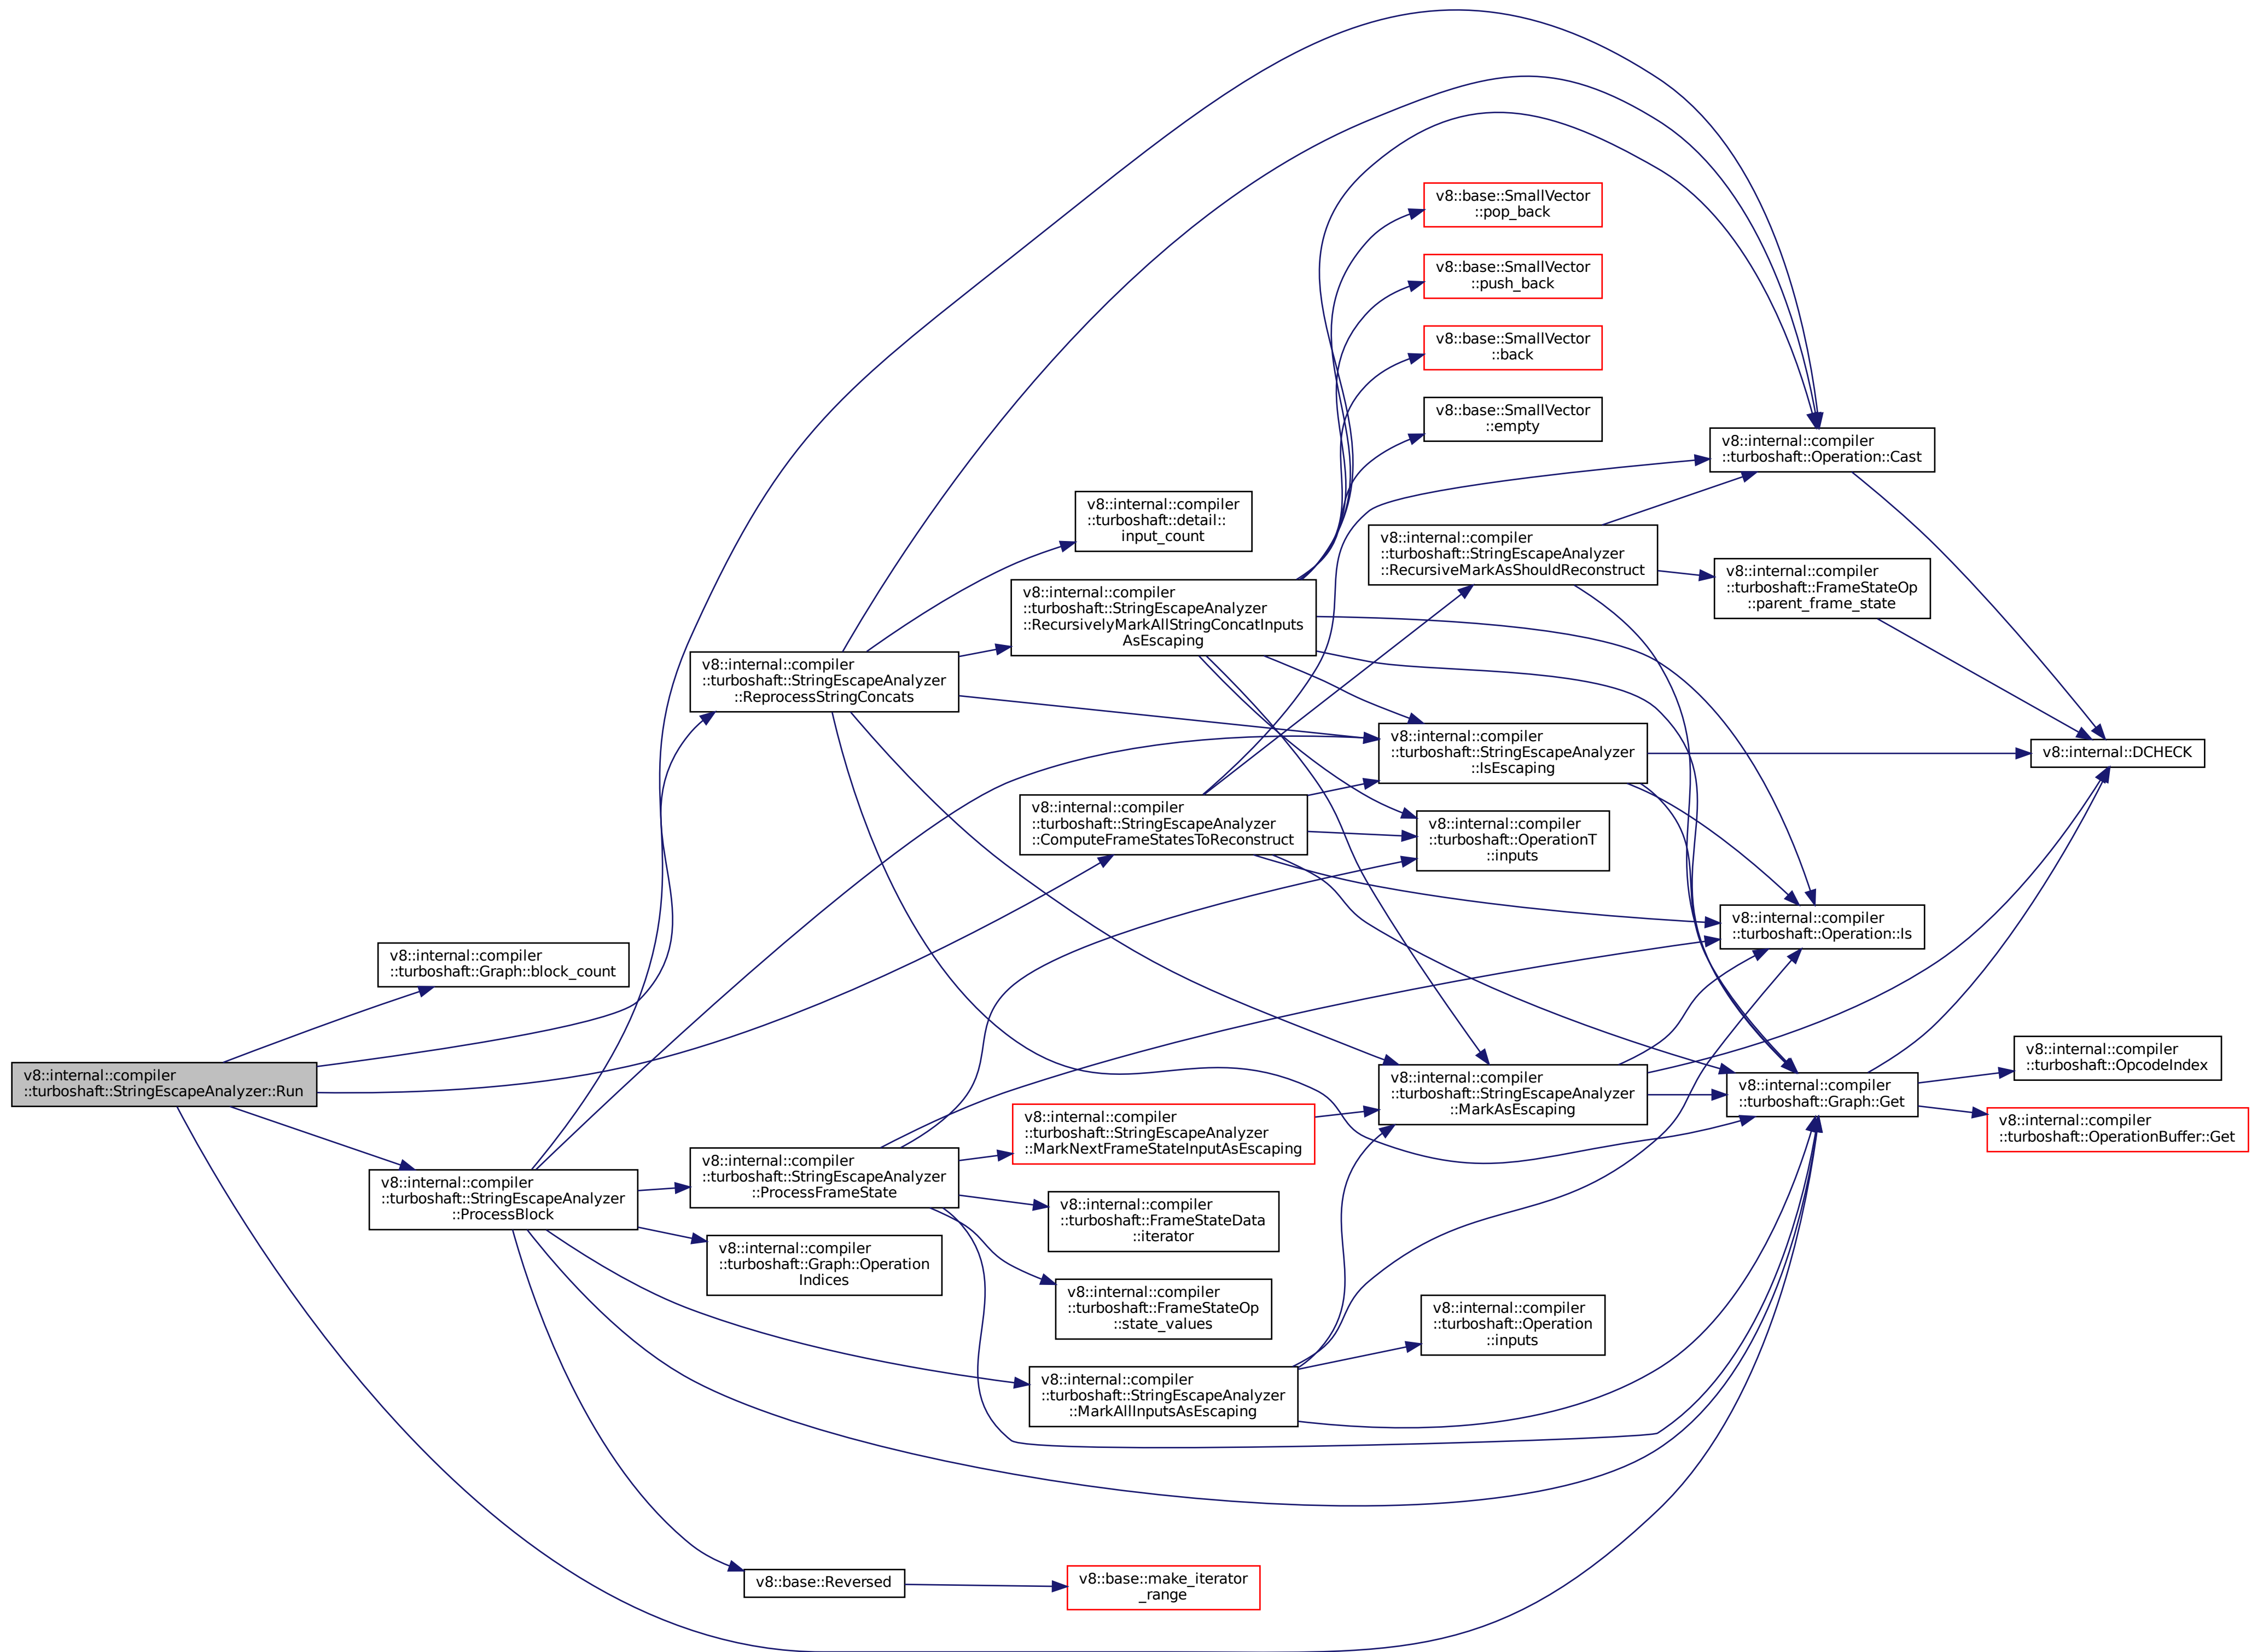 v8::internal::compiler
::turboshaft::StringEscapeAnalyzer::Run
v8::internal::compiler
::turboshaft::Graph::block_count
v8::internal::compiler
::turboshaft::StringEscapeAnalyzer
::ProcessBlock
v8::internal::compiler
::turboshaft::StringEscapeAnalyzer
::ReprocessStringConcats
v8::internal::compiler
::turboshaft::StringEscapeAnalyzer
::ProcessFrameState
v8::internal::compiler
::turboshaft::Graph::Operation
Indices
v8::base::Reversed
v8::internal::compiler
::turboshaft::detail::
input_count
v8::internal::compiler
::turboshaft::StringEscapeAnalyzer
::RecursivelyMarkAllStringConcatInputs
AsEscaping
v8::internal::compiler
::turboshaft::StringEscapeAnalyzer
::ComputeFrameStatesToReconstruct
v8::internal::compiler
::turboshaft::StringEscapeAnalyzer
::MarkNextFrameStateInputAsEscaping
v8::internal::compiler
::turboshaft::FrameStateData
::iterator
v8::internal::compiler
::turboshaft::FrameStateOp
::state_values
v8::internal::compiler
::turboshaft::StringEscapeAnalyzer
::MarkAllInputsAsEscaping
v8::base::make_iterator
_range
v8::base::SmallVector
::pop_back
v8::base::SmallVector
::push_back
v8::base::SmallVector
::back
v8::base::SmallVector
::empty
v8::internal::compiler
::turboshaft::StringEscapeAnalyzer
::RecursiveMarkAsShouldReconstruct
v8::internal::compiler
::turboshaft::StringEscapeAnalyzer
::IsEscaping
v8::internal::compiler
::turboshaft::OperationT
::inputs
v8::internal::compiler
::turboshaft::StringEscapeAnalyzer
::MarkAsEscaping
v8::internal::compiler
::turboshaft::Operation
::inputs
v8::internal::compiler
::turboshaft::Operation::Cast
v8::internal::compiler
::turboshaft::FrameStateOp
::parent_frame_state
v8::internal::compiler
::turboshaft::Operation::Is
v8::internal::compiler
::turboshaft::Graph::Get
v8::internal::DCHECK
v8::internal::compiler
::turboshaft::OpcodeIndex
v8::internal::compiler
::turboshaft::OperationBuffer::Get